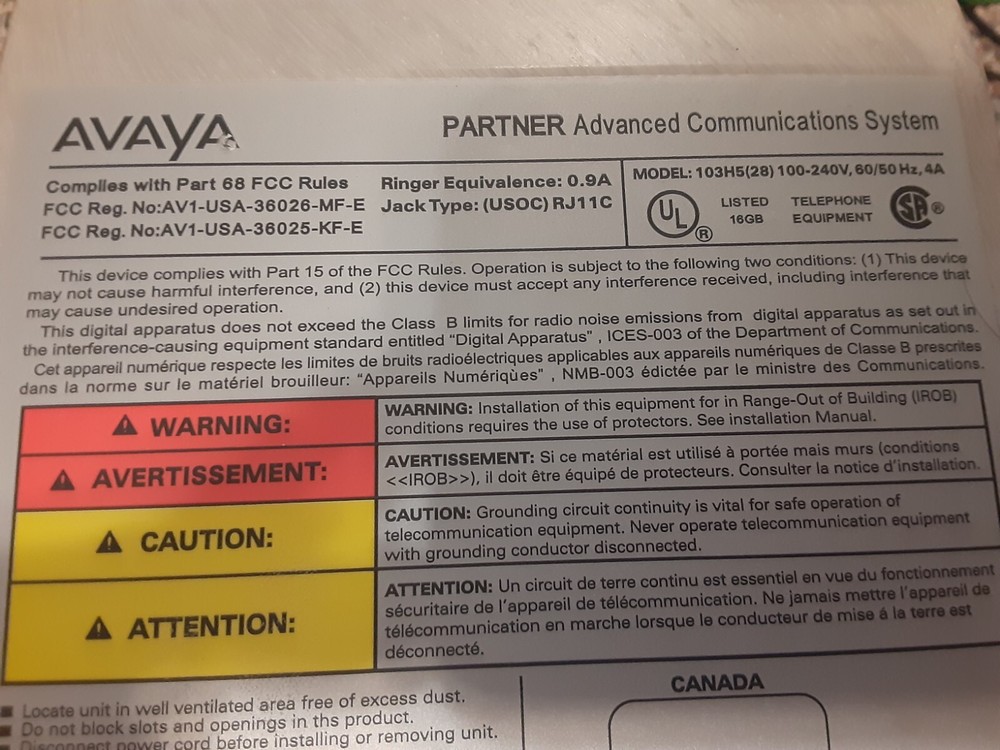 AVAYA
PARTNER Advanced Communications System
Complies with Part 68 FCC Rules
FCC Reg. No:AV1-USA-36026-MF-E
FCC Reg. No:AV1-USA-36025-KF-E
Ringer Equivalence: 0.9A
Jack Type: (USOC) RJ11C
MODEL: 103H5(28) 100-240V, 60/50 Hz, 4A
UL ®
LISTED
16GB
TELEPHONE
EQUIPMENT
SA ®
This device complies with Part 15 of the FCC Rules. Operation is subject to the following two conditions: (1) This device
may not cause harmful interference, and (2) this device must accept any interference received, including interference that
may cause undesired operation.
This digital apparatus does not exceed the Class B limits for radio noise emissions from digital apparatus as set out in
the interference-causing equipment standard entitled "Digital Apparatus" , ICES-003 of the Department of Communications.
Cet appareil numérique respecte les limites de bruits radioélectriques applicables aux appareils numériques de Classe B prescrites
dans la norme sur le matériel brouilleur: "Appareils Numériqùes" , NMB-003 édictée par le ministre des Communications.
WARNING:
WARNING: Installation of this equipment for in Range-Out of Building (IROB)
conditions requires the use of protectors. See installation Manual.
AVERTISSEMENT:
AVERTISSEMENT: Si ce matérial est utilisé à portée mais murs (conditions
<<IROB>>), il doit être équipé de protecteurs. Consulter la notice d'installation.
CAUTION:
CAUTION: Grounding circuit continuity is vital for safe operation of
telecommunication equipment. Never operate telecommunication equipment
with grounding conductor disconnected.
ATTENTION:
ATTENTION: Un circuit de terre continu est essentiel en vue du fonctionnement
sécuritaire de l'appareil de télécommunication. Ne jamais mettre l'appareil de
télécommunication en marche lorsque le conducteur de mise á la terre est
déconnecté.
Locate unit in well ventilated area free of excess dust.
Do not block slots and openings in ths product.
Disconnect power cord before installing or removing unit.
CANADA